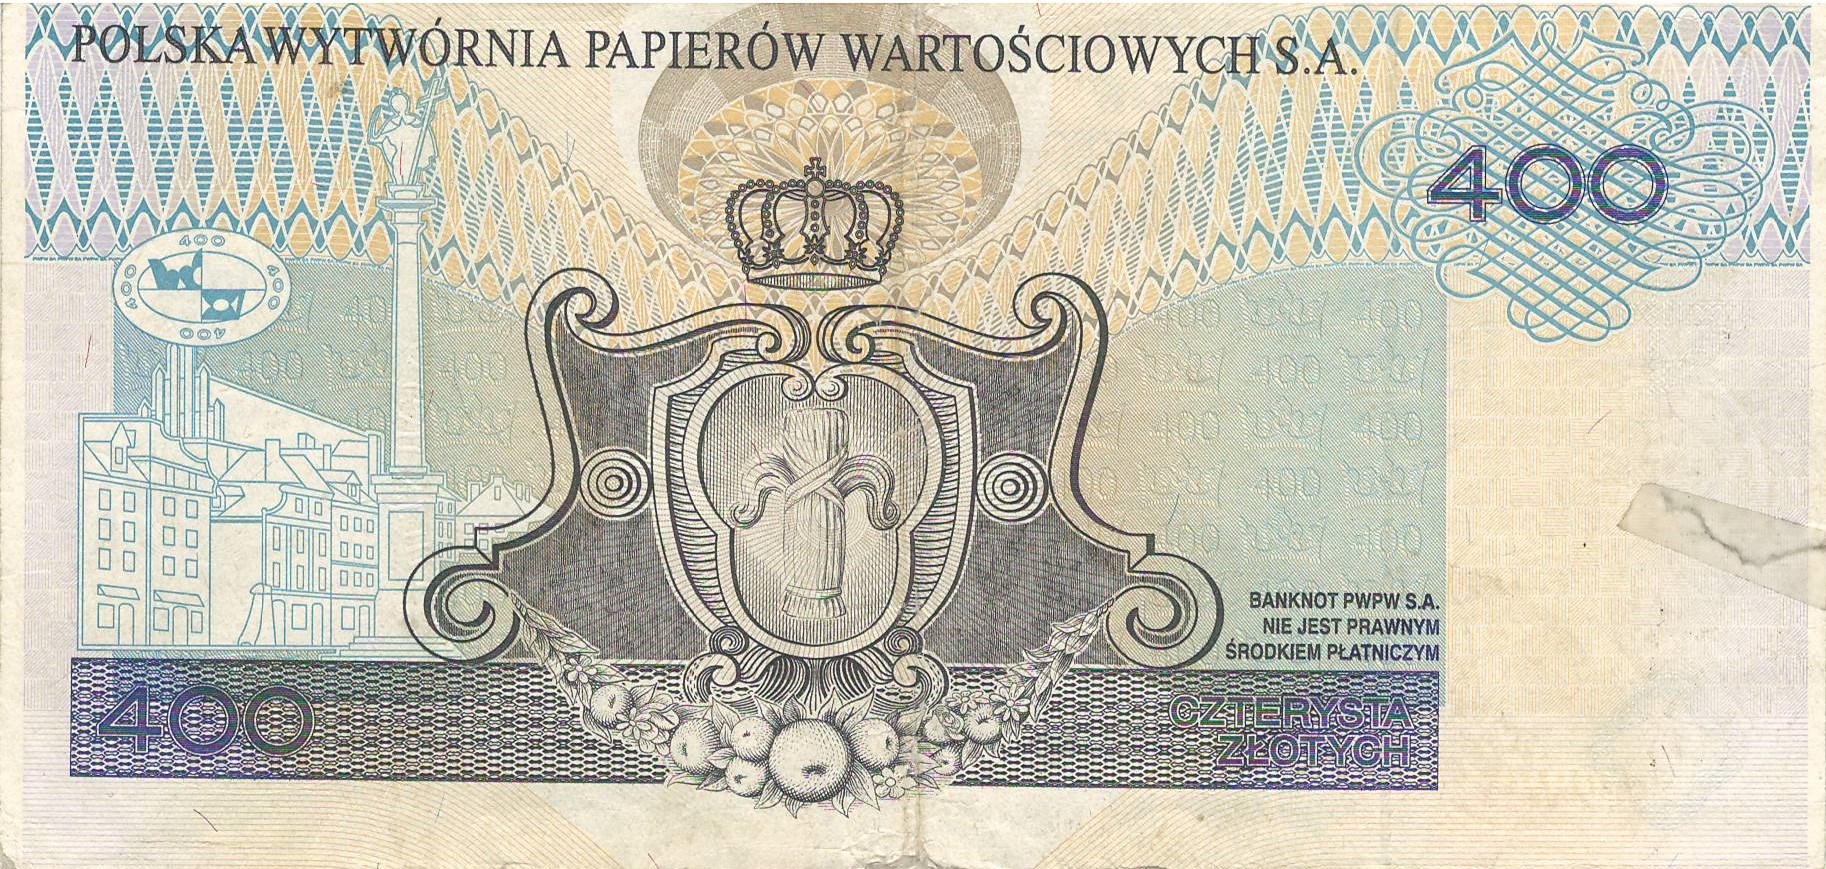 POLSKA WYTWÓRNIA PAPIERÓW WARTOŚCIOWYCH S.A.
400
400
400
400
400
BANKNOT PWPW S.A.
NIE JEST PRAWNYM
ŚRODKIEM PŁATNICZYM
400
CZTERYSTA
ZŁOTYCH